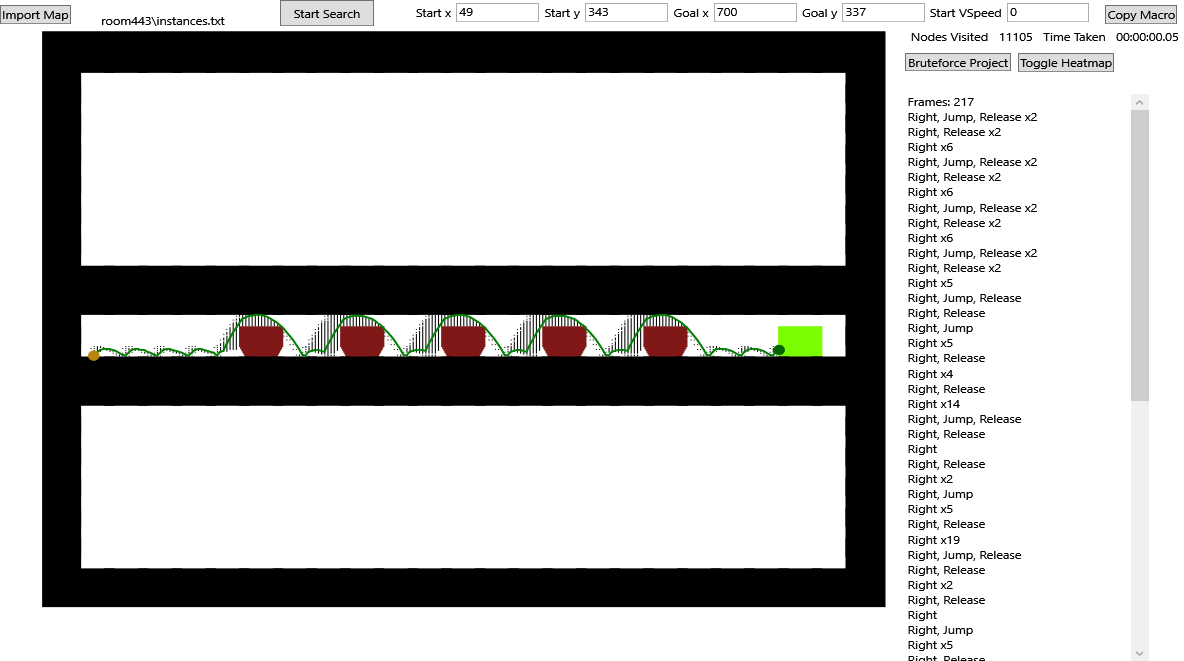 Import Map room443\instances.txt Start Search Start x 49 Start y 343 Goal x 700 Goal y 337 Start VSpeed 0 Copy Macro
Nodes Visited 11105 Time Taken 00:00:00.05
Bruteforce Project Toggle Heatmap
Frames: 217
Right, Jump, Release x2
Right, Release x2
Right x6
Right, Jump, Release x2
Right, Release x2
Right x6
Right, Jump, Release x2
Right, Release x2
Right x6
Right, Jump, Release x2
Right, Release x2
Right x5
Right, Jump, Release
Right, Release
Right, Jump
Right x5
Right, Release
Right x4
Right, Release
Right x14
Right, Jump, Release
Right, Release
Right
Right, Release
Right x2
Right, Jump
Right x5
Right, Release
Right x19
Right, Jump, Release
Right, Release
Right x2
Right, Release
Right
Right, Jump
Right x5
Right, Release